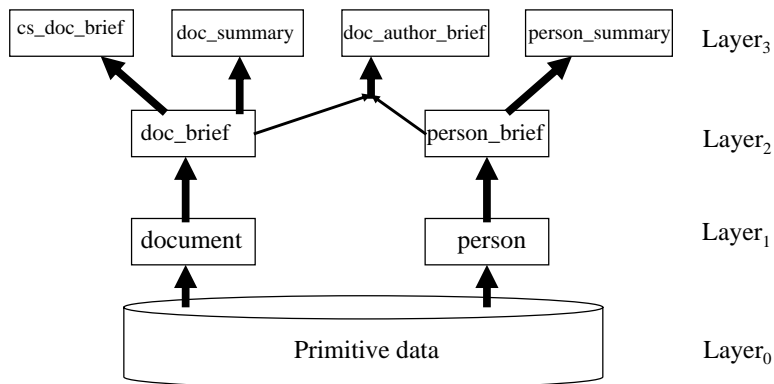 cs_doc_brief doc_summary doc_author_brief person_summary Layer3
doc_brief person_brief Layer2
document person Layer1
Primitive data Layer0